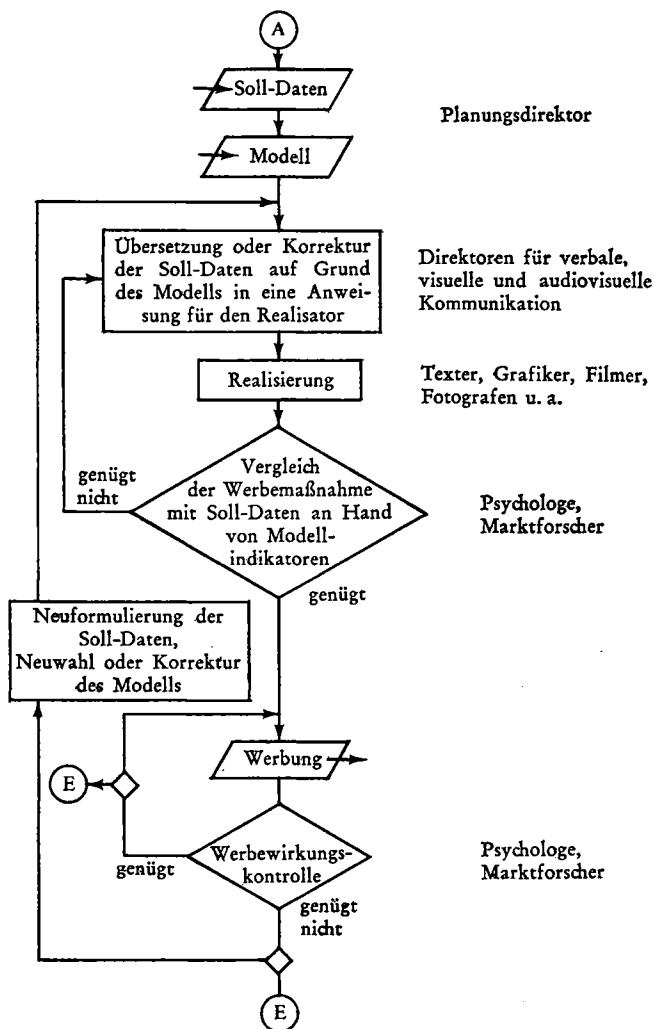 A
Soll-Daten
Planungsdirektor
Modell
Übersetzung oder Korrektur
der Soll-Daten auf Grund
des Modells in eine Anwei-
sung für den Realisator
Direktoren für verbale,
visuelle und audiovisuelle
Kommunikation
Realisierung
Texter, Grafiker, Filmer,
Fotografen u. a.
Vergleich
der Werbemaßnahme
mit Soll-Daten an Hand
von Modell-
indikatoren
genügt
nicht
Psychologe,
Marktforscher
genügt
Neuformulierung der
Soll-Daten,
Neuwahl oder Korrektur
des Modells
Werbung
E
Werbewirkungs-
kontrolle
genügt
Psychologe,
Marktforscher
genügt
nicht
E